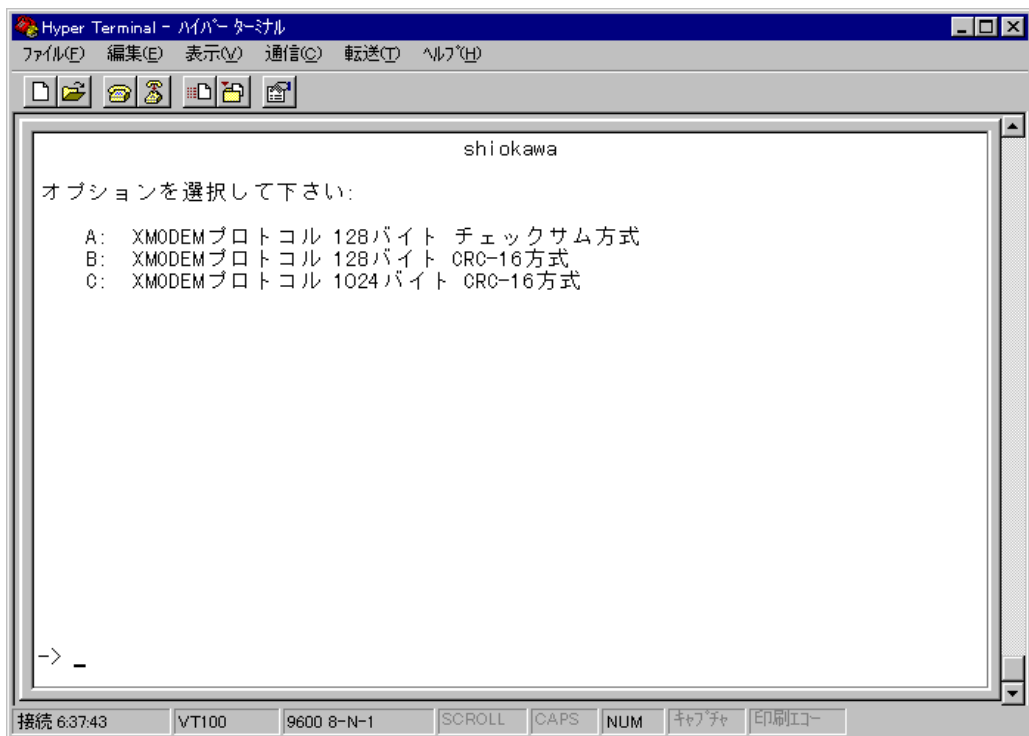 Hyper Terminal - ﾊｲﾊﾟｰ ﾀｰﾐﾅﾙ
ﾌｧｲﾙ(F) 編集(E) 表示(V) 通信(C) 転送(T) ﾍﾙﾌﾟ(H)
shiokawa
オプションを選択して下さい:
A: XMODEMプロトコル 128バイト チェックサム方式
B: XMODEMプロトコル 128バイト CRC-16方式
C: XMODEMプロトコル 1024バイト CRC-16方式
-> _
接続 6:37:43 VT100 9600 8-N-1 SCROLL CAPS NUM ｷｬﾌﾟﾁｬ 印刷ｴｺｰ